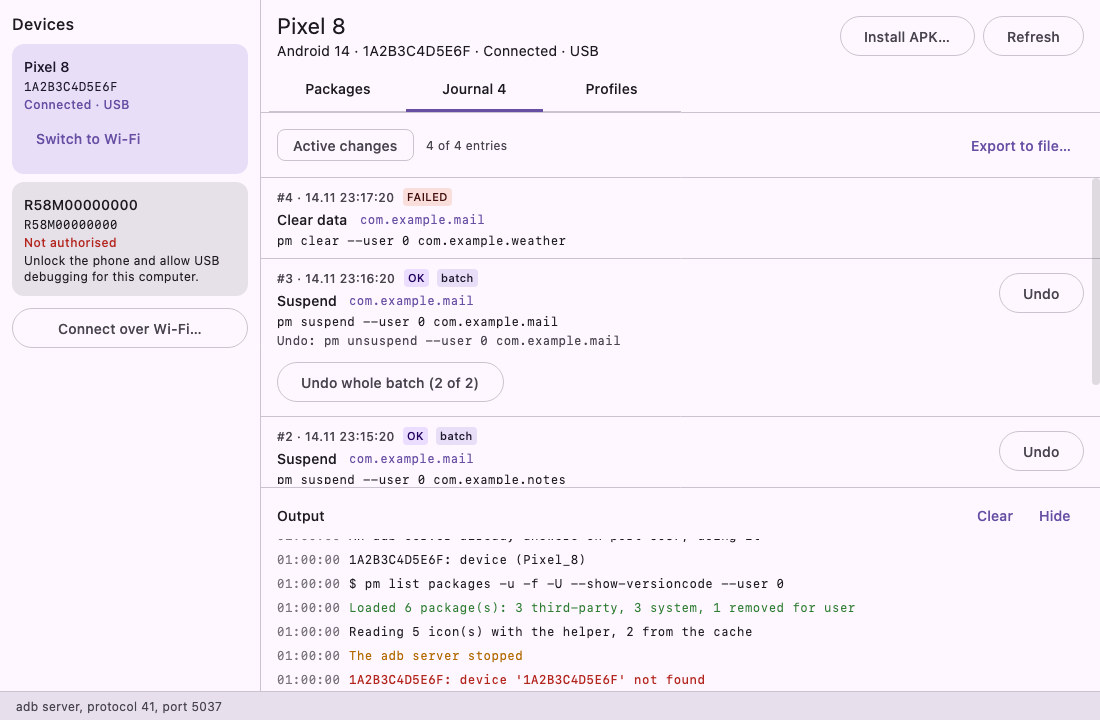 Devices
Pixel 8
1A2B3C4D5E6F
Connected · USB
Switch to Wi-Fi
R58M00000000
R58M00000000
Not authorised
Unlock the phone and allow USB
debugging for this computer.
Connect over Wi-Fi...
Pixel 8
Android 14 · 1A2B3C4D5E6F · Connected · USB
Install APK...
Refresh
Packages
Journal 4
Profiles
Active changes
4 of 4 entries
Export to file...
#4 · 14.11 23:17:20 FAILED
Clear data com.example.mail
pm clear --user 0 com.example.weather
#3 · 14.11 23:16:20 OK batch
Suspend com.example.mail
pm suspend --user 0 com.example.mail
Undo: pm unsuspend --user 0 com.example.mail
Undo
Undo whole batch (2 of 2)
#2 · 14.11 23:15:20 OK batch
Suspend com.example.mail
pm suspend --user 0 com.example.notes
Undo
Output
Clear
Hide
01:00:00 1A2B3C4D5E6F: device (Pixel_8)
01:00:00 $ pm list packages -u -f -U --show-versioncode --user 0
01:00:00 Loaded 6 package(s): 3 third-party, 3 system, 1 removed for user
01:00:00 Reading 5 icon(s) with the helper, 2 from the cache
01:00:00 The adb server stopped
01:00:00 1A2B3C4D5E6F: device '1A2B3C4D5E6F' not found
adb server, protocol 41, port 5037